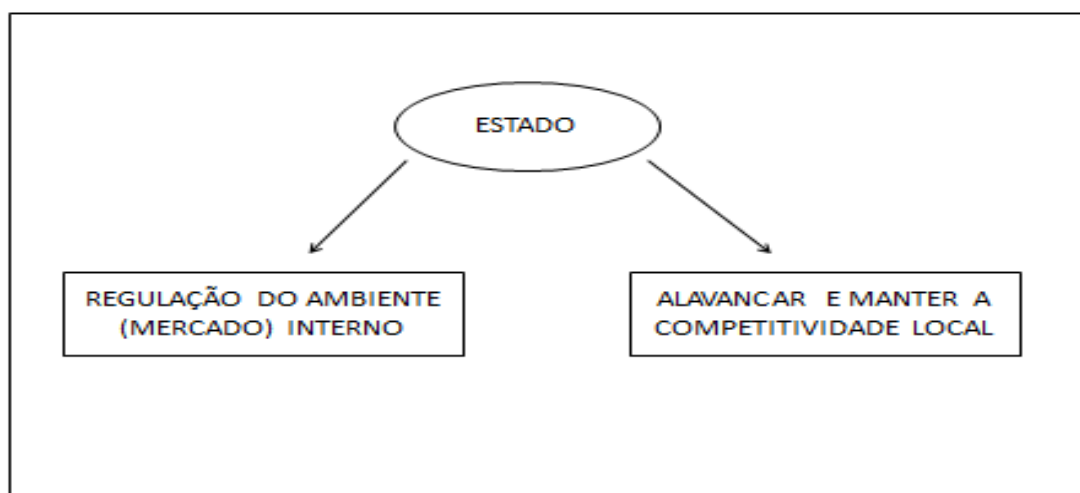 ESTADO
REGULAÇÃO DO AMBIENTE
(MERCADO) INTERNO
ALAVANCAR E MANTER A
COMPETITIVIDADE LOCAL